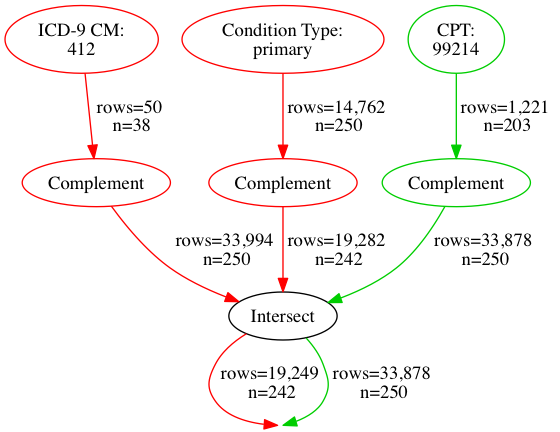 ICD-9 CM:
412
Condition Type:
primary
CPT:
99214
rows=50
n=38
rows=14,762
n=250
rows=1,221
n=203
Complement
Complement
Complement
rows=33,994
n=250
rows=19,282
n=242
rows=33,878
n=250
Intersect
rows=19,249
n=242
rows=33,878
n=250